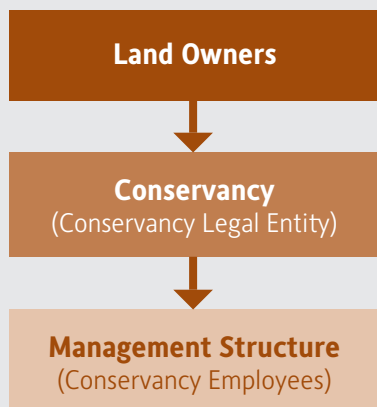 Land Owners
Conservancy
(Conservancy Legal Entity)
Management Structure
(Conservancy Employees)